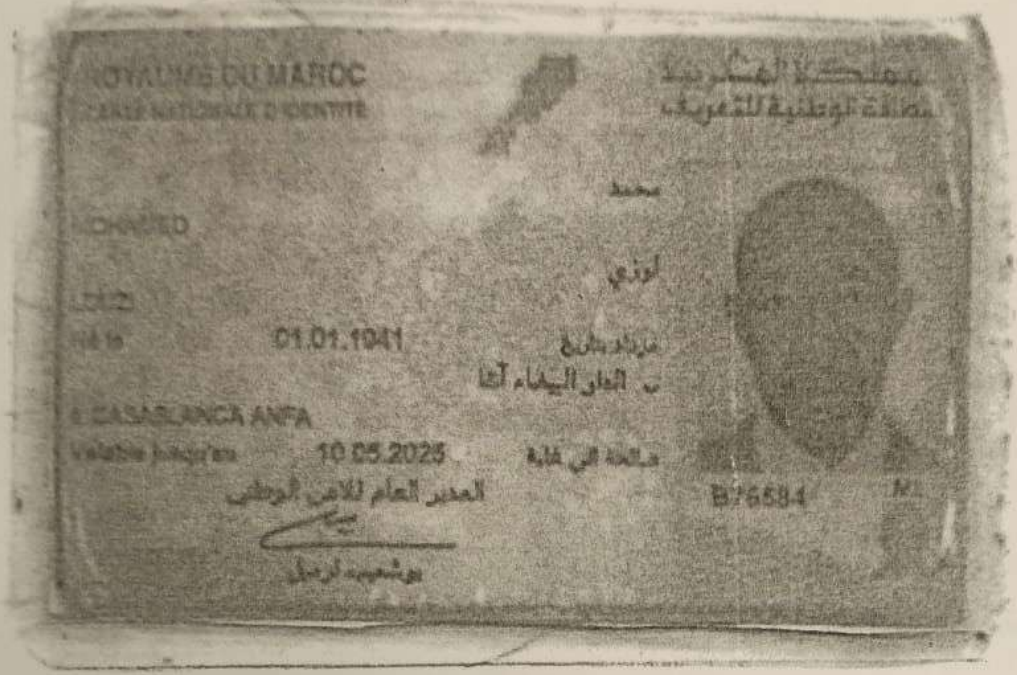 ROYAUME DU MAROC
CARTE NATIONALE D'IDENTITE
المملكة المغربية
البطاقة الوطنية للتعريف
محمد
MOHAMED
لوزي
LOUZI
Né le 01.01.1941 مزداد بتاريخ
ب الدار البيضاء آنفا
à CASABLANCA ANFA
Valable jusqu'au 10.05.2025 صالحة إلى غاية
المدير العام للأمن الوطني
B76584